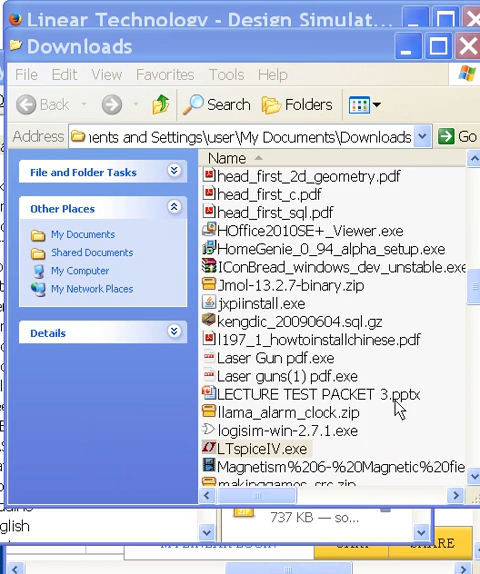 Linear Technology - Design Simulat...
Downloads
File Edit View Favorites Tools Help
Back Search Folders
Address ents and Settings\user\My Documents\Downloads Go
File and Folder Tasks
Other Places
My Documents
Shared Documents
My Computer
My Network Places
Details
Name
head_first_2d_geometry.pdf
head_first_c.pdf
head_first_sql.pdf
HOffice2010SE+_Viewer.exe
HomeGenie_0_94_alpha_setup.exe
IConBread_windows_dev_unstable.exe
Jmol-13.2.7-binary.zip
jxpiinstall.exe
kengdic_20090604.sql.gz
l197_1_howtoinstallchinese.pdf
Laser Gun pdf.exe
Laser guns(1) pdf.exe
LECTURE TEST PACKET 3.pptx
llama_alarm_clock.zip
logisim-win-2.7.1.exe
LTspiceIV.exe
Magnetism%206-%20Magnetic%20fie
makinggames_src.zip
nglish
737 KB — so...